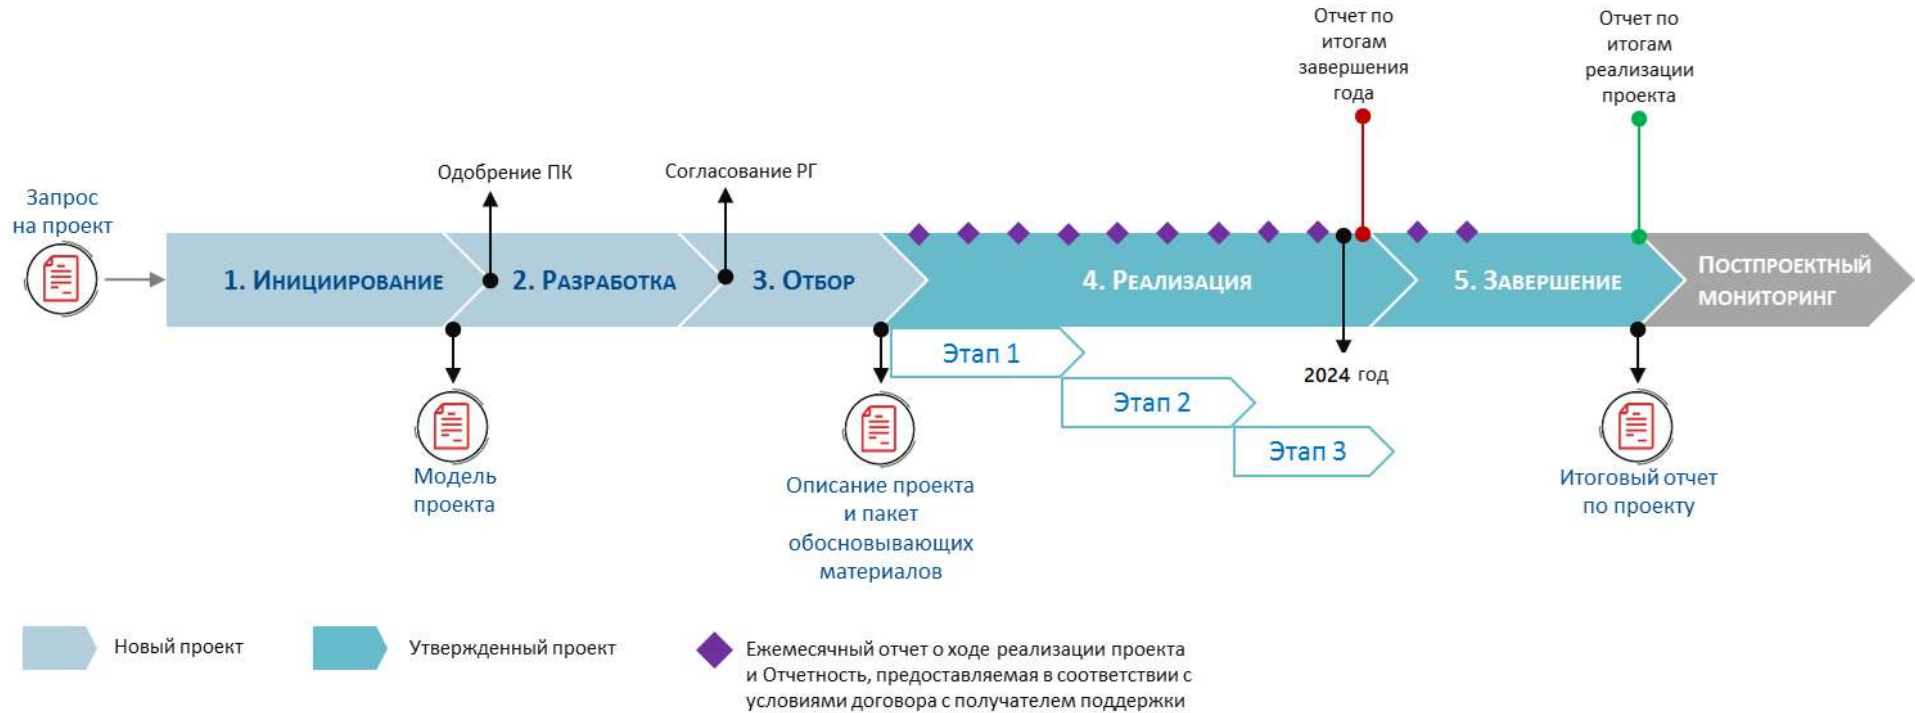 Отчет по
итогам
завершения
года
Отчет по
итогам
реализации
проекта
Одобрение ПК
Согласование РГ
Запрос
на проект
1. Инициирование
2. Разработка
3. Отбор
4. Реализация
5. Завершение
Постпроектный
мониторинг
Этап 1
Этап 2
Этап 3
2024 год
Модель
проекта
Описание проекта
и пакет
обосновывающих
материалов
Итоговый отчет
по проекту
Новый проект
Утвержденный проект
Ежемесячный отчет о ходе реализации проекта
и Отчетность, предоставляемая в соответствии с
условиями договора с получателем поддержки